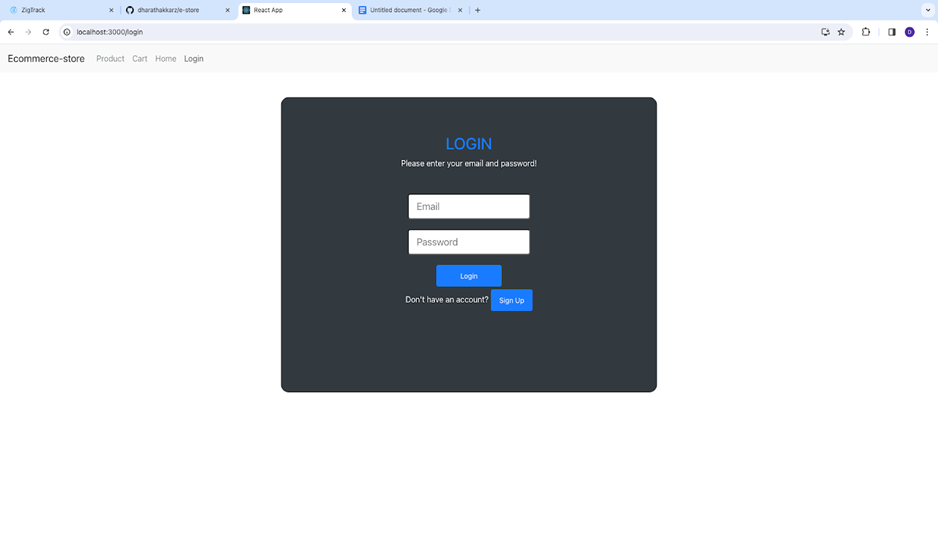 ZigTrack
dharathakkarz/e-store
React App
Untitled document - Google
localhost:3000/login
D
Ecommerce-store Product Cart Home Login
LOGIN
Please enter your email and password!
Email
Password
Login
Don't have an account? Sign Up